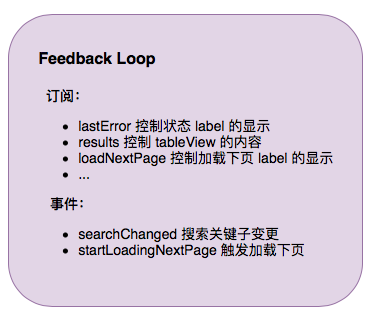 Feedback Loop
订阅：
• lastError 控制状态 label 的显示
• results 控制 tableView 的内容
• loadNextPage 控制加载下页 label 的显示
• ...
事件：
• searchChanged 搜索关键子变更
• startLoadingNextPage 触发加载下页